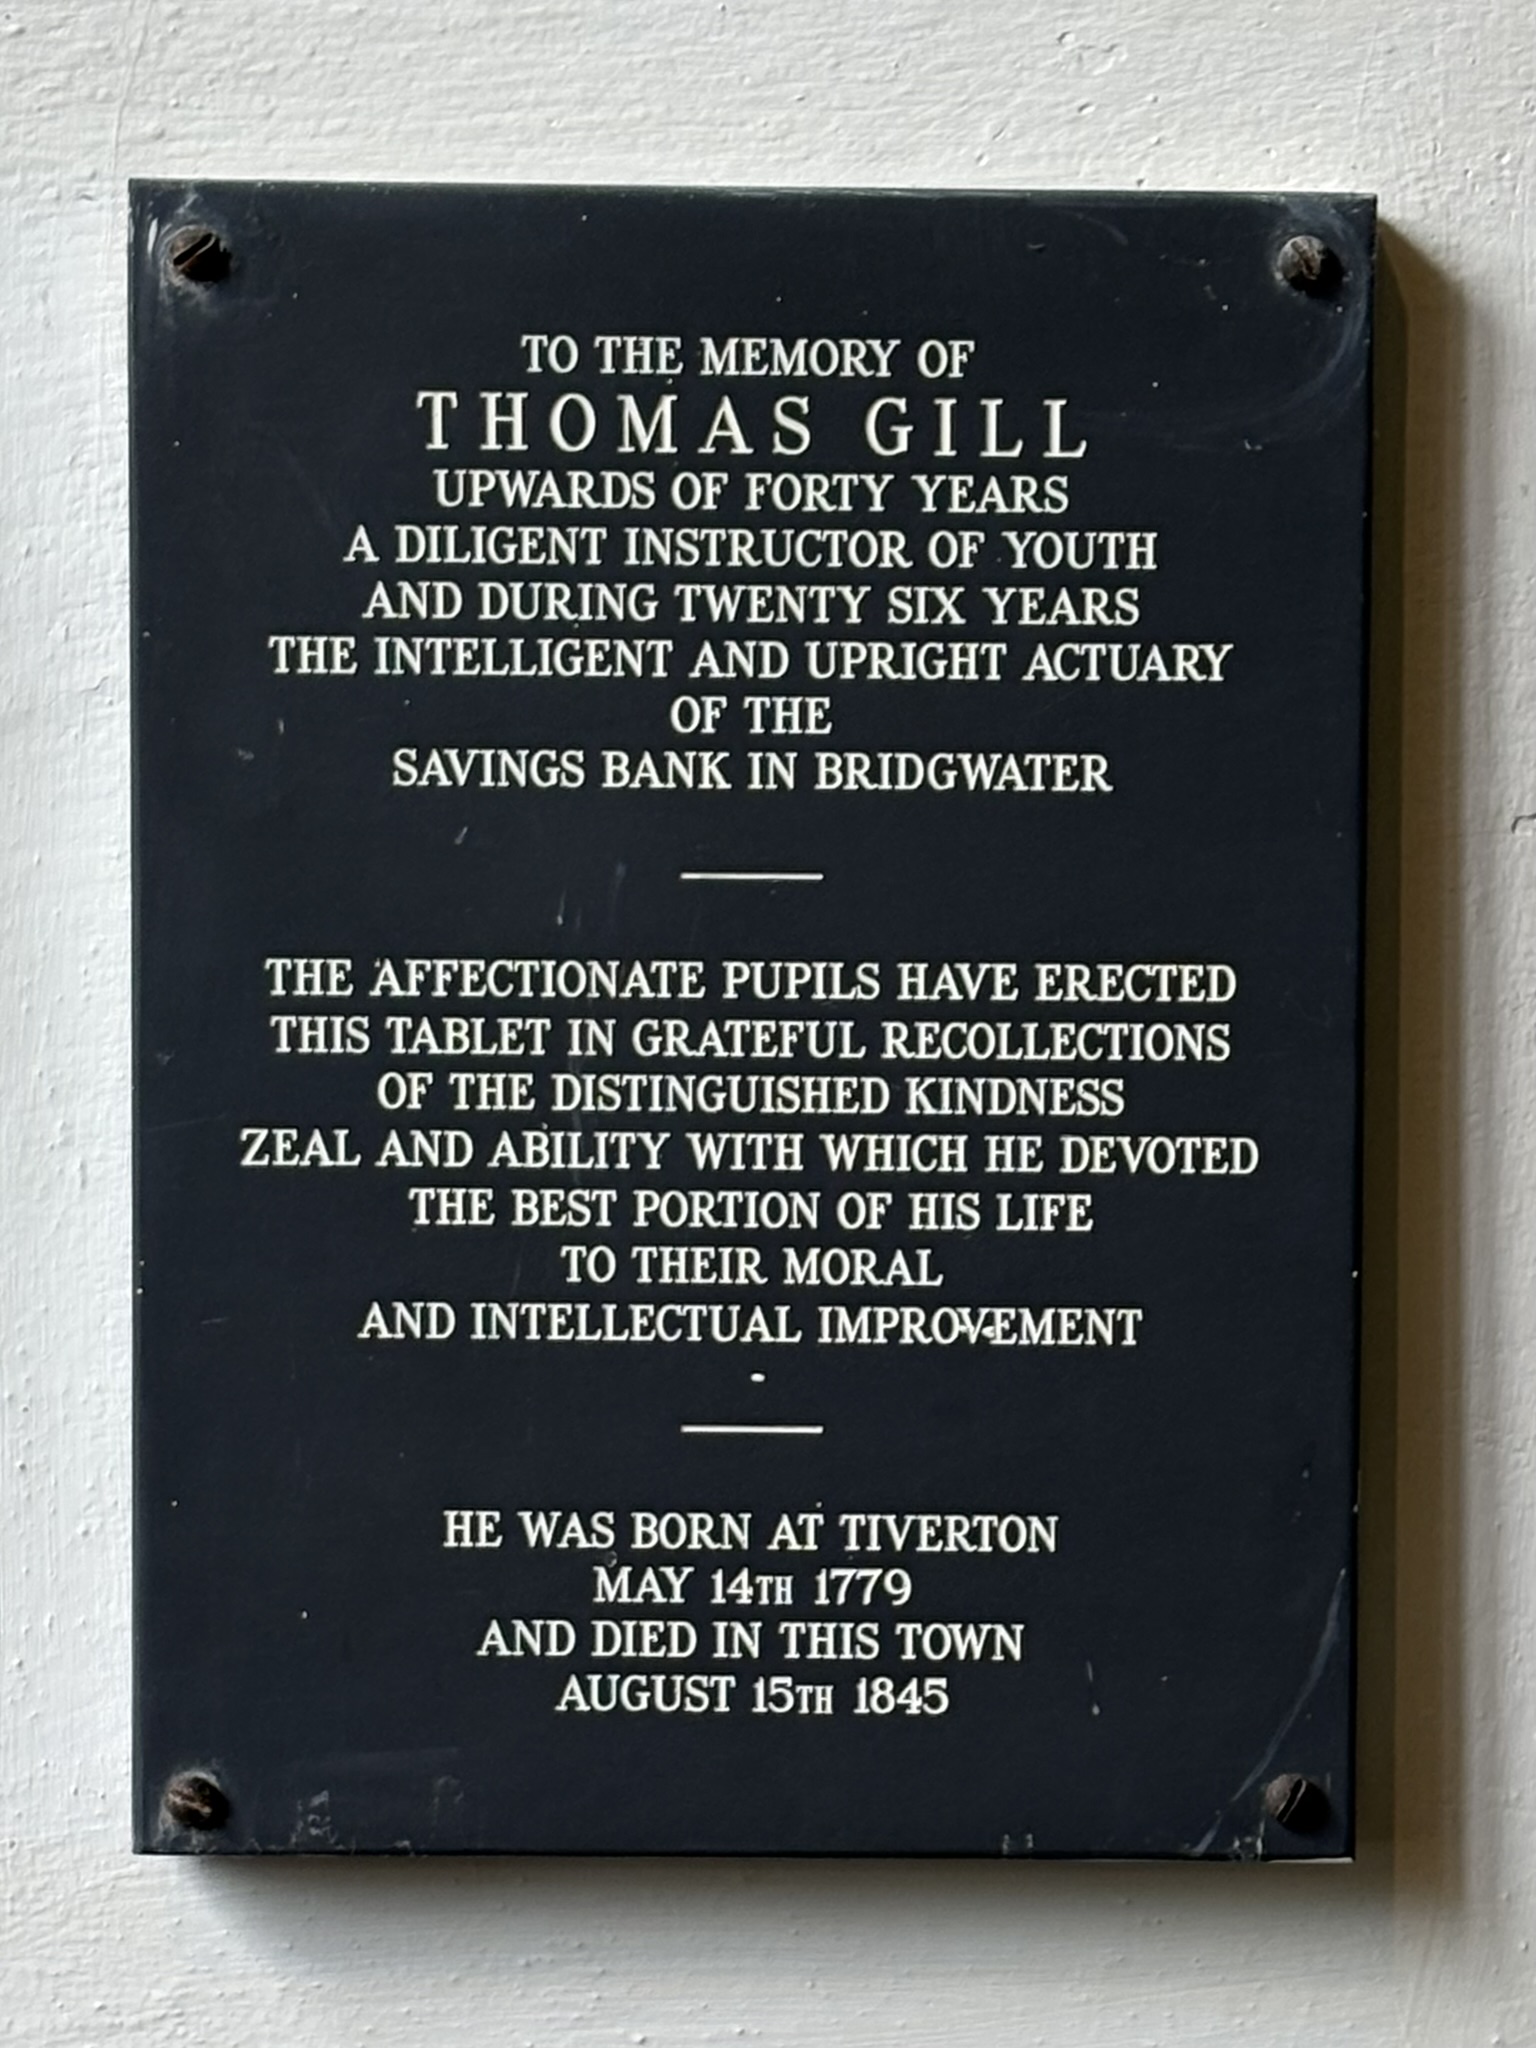 TO THE MEMORY OF
THOMAS GILL
UPWARDS OF FORTY YEARS
A DILIGENT INSTRUCTOR OF YOUTH
AND DURING TWENTY SIX YEARS
THE INTELLIGENT AND UPRIGHT ACTUARY
OF THE
SAVINGS BANK IN BRIDGWATER
THE AFFECTIONATE PUPILS HAVE ERECTED
THIS TABLET IN GRATEFUL RECOLLECTIONS
OF THE DISTINGUISHED KINDNESS
ZEAL AND ABILITY WITH WHICH HE DEVOTED
THE BEST PORTION OF HIS LIFE
TO THEIR MORAL
AND INTELLECTUAL IMPROVEMENT
HE WAS BORN AT TIVERTON
MAY 14TH 1779
AND DIED IN THIS TOWN
AUGUST 15TH 1845